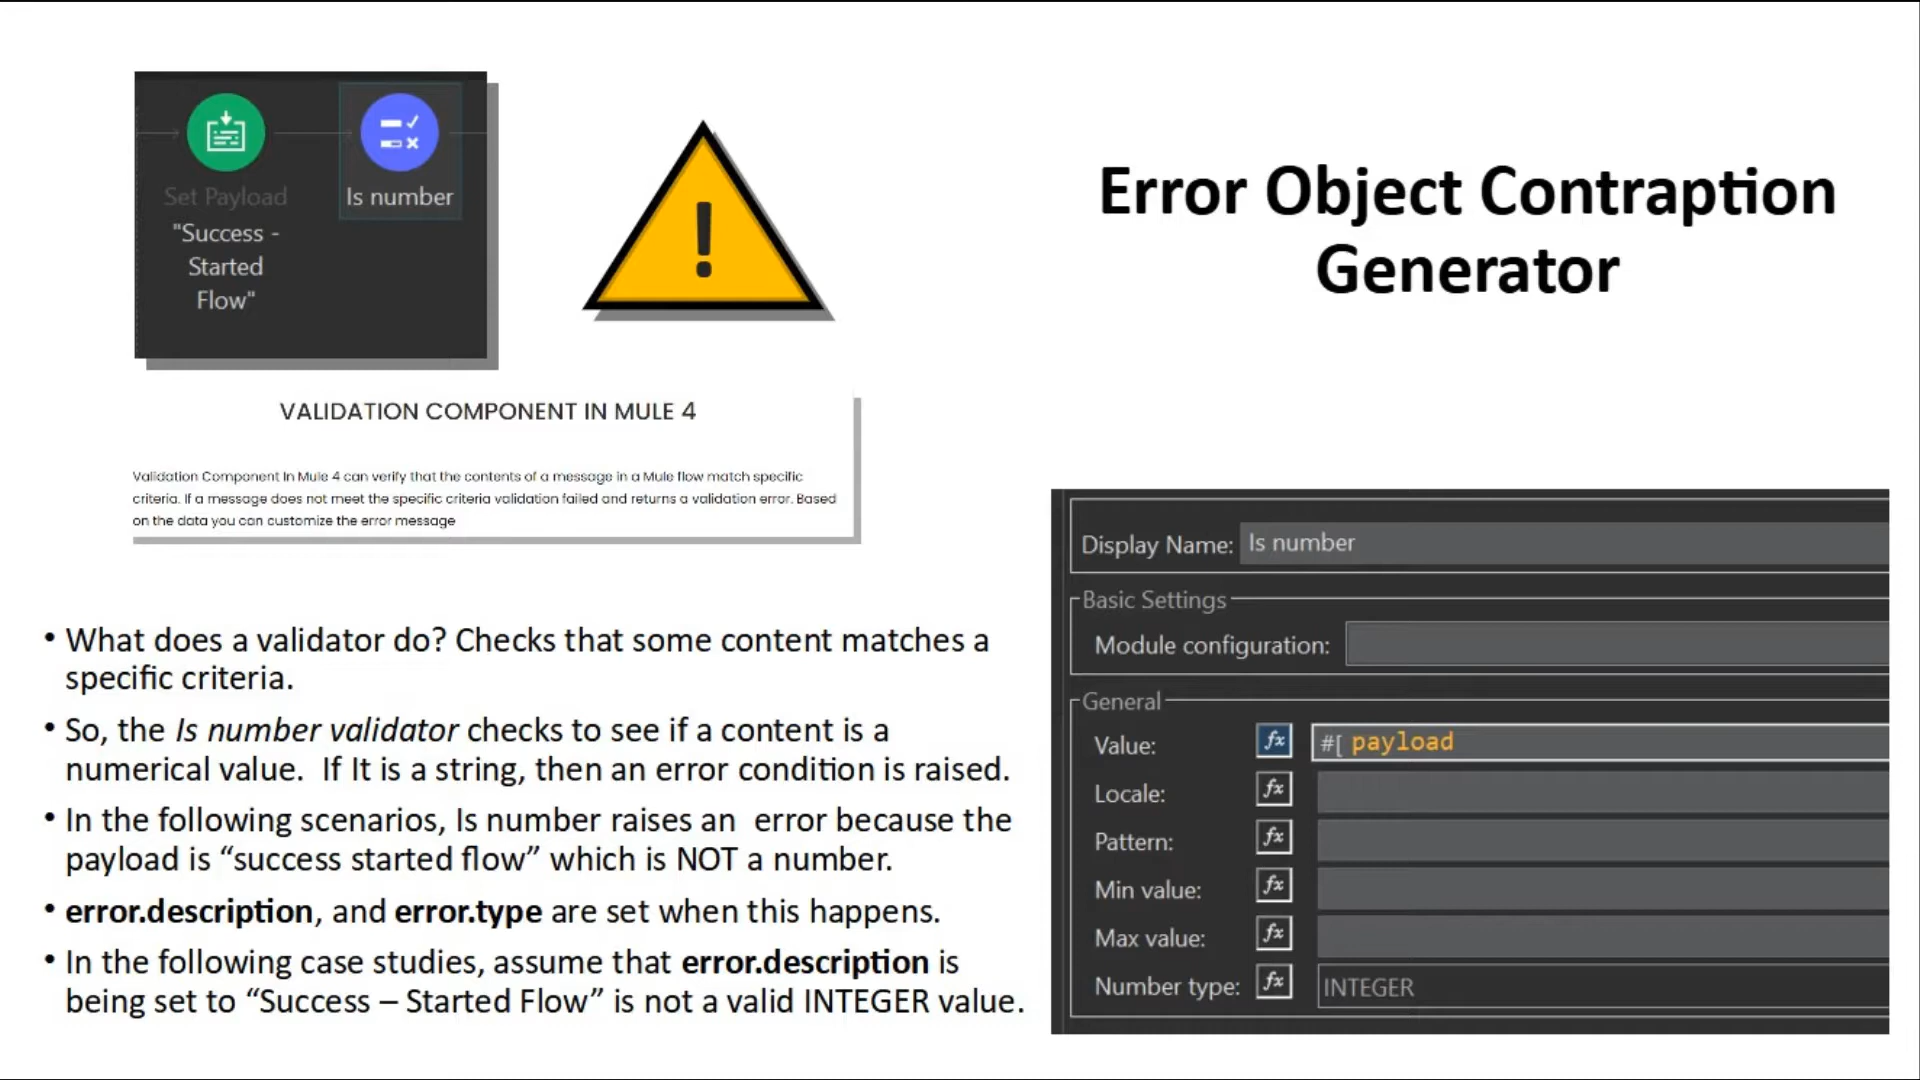 Set Payload
Is number
"Success -
Started
Flow"
!
Error Object Contraption
Generator
VALIDATION COMPONENT IN MULE 4
Validation Component In Mule 4 can verify that the contents of a message in a Mule flow match specific
criteria. If a message does not meet the specific criteria validation failed and returns a validation error. Based
on the data you can customize the error message
• What does a validator do? Checks that some content matches a
specific criteria.
• So, the Is number validator checks to see if a content is a
numerical value.  If It is a string, then an error condition is raised.
• In the following scenarios, Is number raises an  error because the
payload is “success started flow” which is NOT a number.
• error.description, and error.type are set when this happens.
• In the following case studies, assume that error.description is
being set to “Success – Started Flow” is not a valid INTEGER value.
Display Name: Is number
Basic Settings
Module configuration:
General
Value: fx #[ payload
Locale: fx
Pattern: fx
Min value: fx
Max value: fx
Number type: fx INTEGER